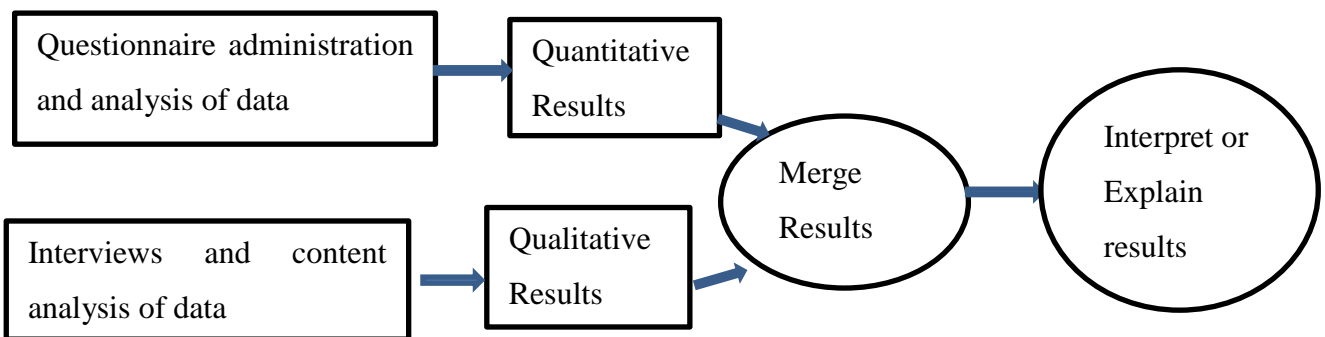 Questionnaire administration
and analysis of data
Quantitative
Results
Interviews and content
analysis of data
Qualitative
Results
Merge
Results
Interpret or
Explain
results